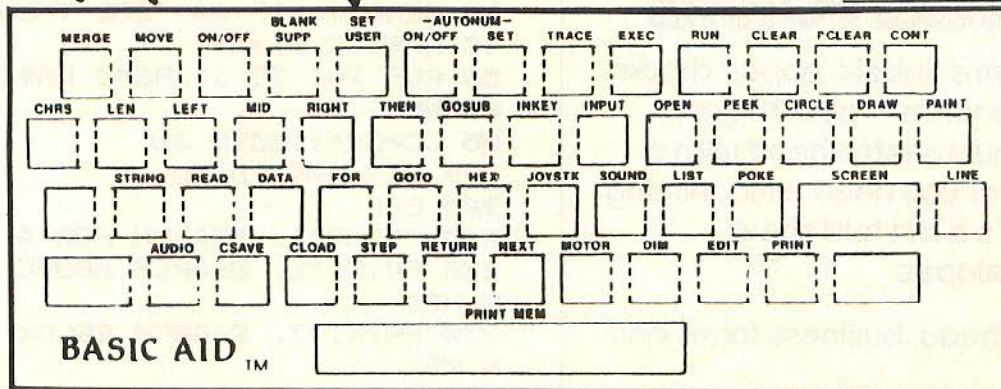 BLANK SET -AUTONUM-
MERGE MOVE ON/OFF SUPP USER ON/OFF SET TRACE EXEC RUN CLEAR PCLEAR CONT
CHRS LEN LEFT MID RIGHT THEN GOSUB INKEY INPUT OPEN PEEK CIRCLE DRAW PAINT
STRING READ DATA FOR GOTO HEX JOYSTK SOUND LIST POKE SCREEN LINE
AUDIO CSAVE CLOAD STEP RETURN NEXT MOTOR DIM EDIT PRINT
PRINT MEM
BASIC AID TM